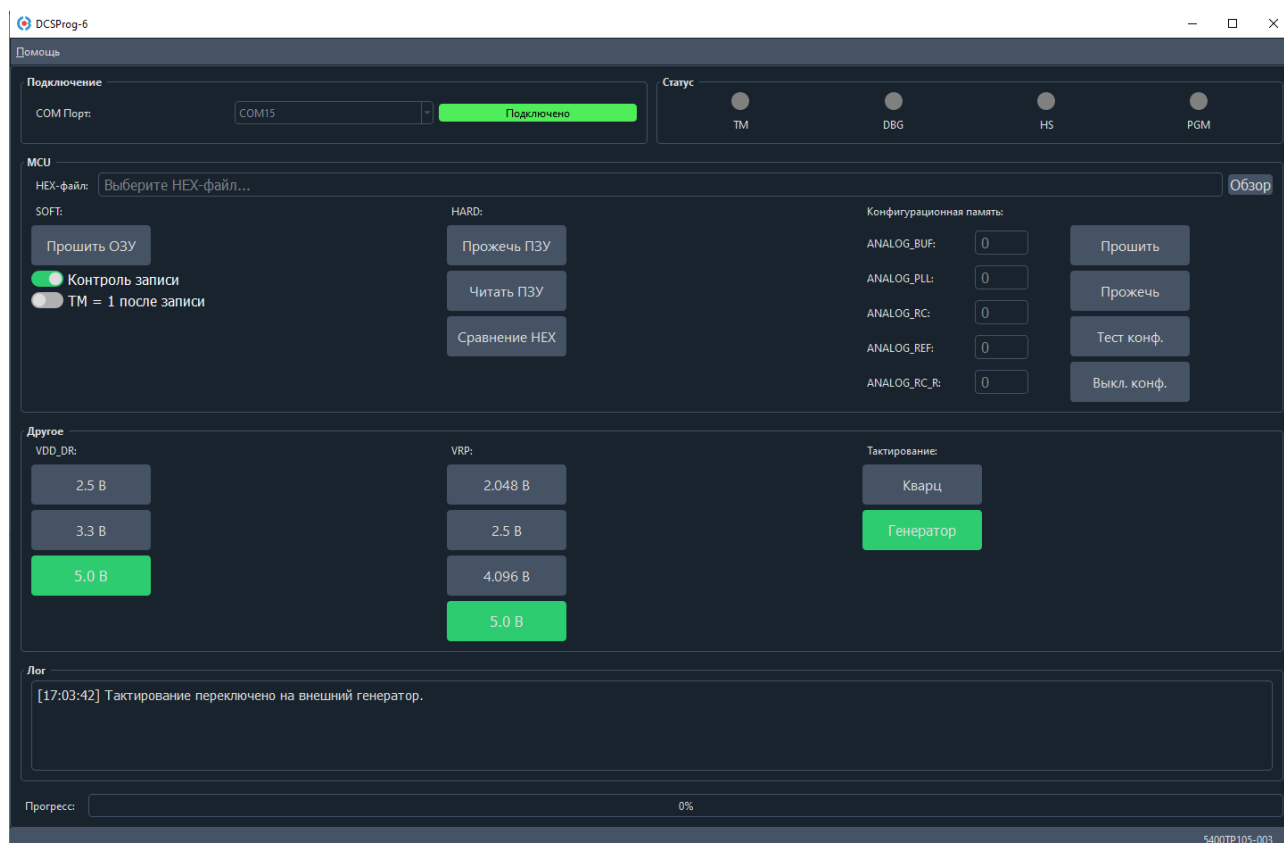 DCSProg-6
Помощь
Подключение
COM Порт:
COM15
Подключено
Статус
TM
DBG
HS
PGM
MCU
HEX-файл:
Выберите HEX-файл...
Обзор
SOFT:
Прошить ОЗУ
Контроль записи
TM = 1 после записи
HARD:
Прожечь ПЗУ
Читать ПЗУ
Сравнение HEX
Конфигурационная память:
ANALOG_BUF:
0
ANALOG_PLL:
0
ANALOG_RC:
0
ANALOG_REF:
0
ANALOG_RC_R:
0
Прошить
Прожечь
Тест конф.
Выкл. конф.
Другое
VDD_DR:
2.5 В
3.3 В
5.0 В
VRP:
2.048 В
2.5 В
4.096 В
5.0 В
Тактирование:
Кварц
Генератор
Лог
[17:03:42] Тактирование переключено на внешний генератор.
Прогресс:
0%
5400TP105-003